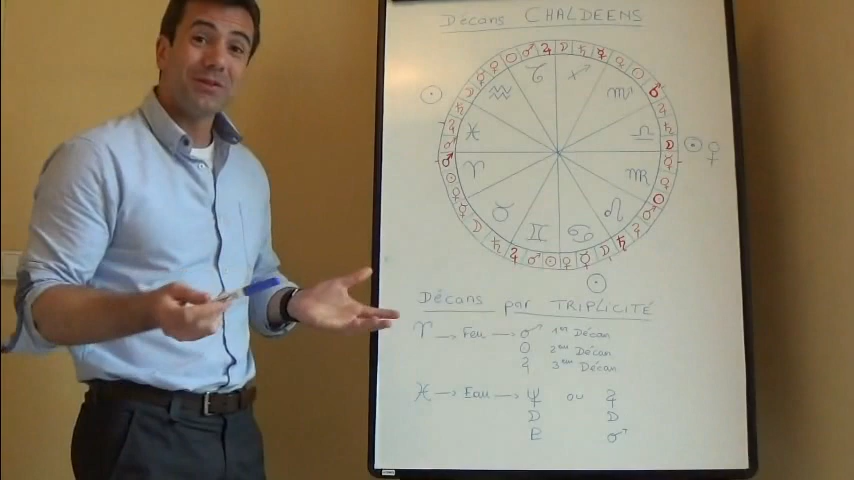 Décans CHALDEENS
Décans par TRIPLICITÉ
♈ → Feu → ♂ 1er Décan
☉ 2ème Décan
♃ 3ème Décan
♓ → Eau → ♆ ou ♃
☽ ☽
♇ ♂